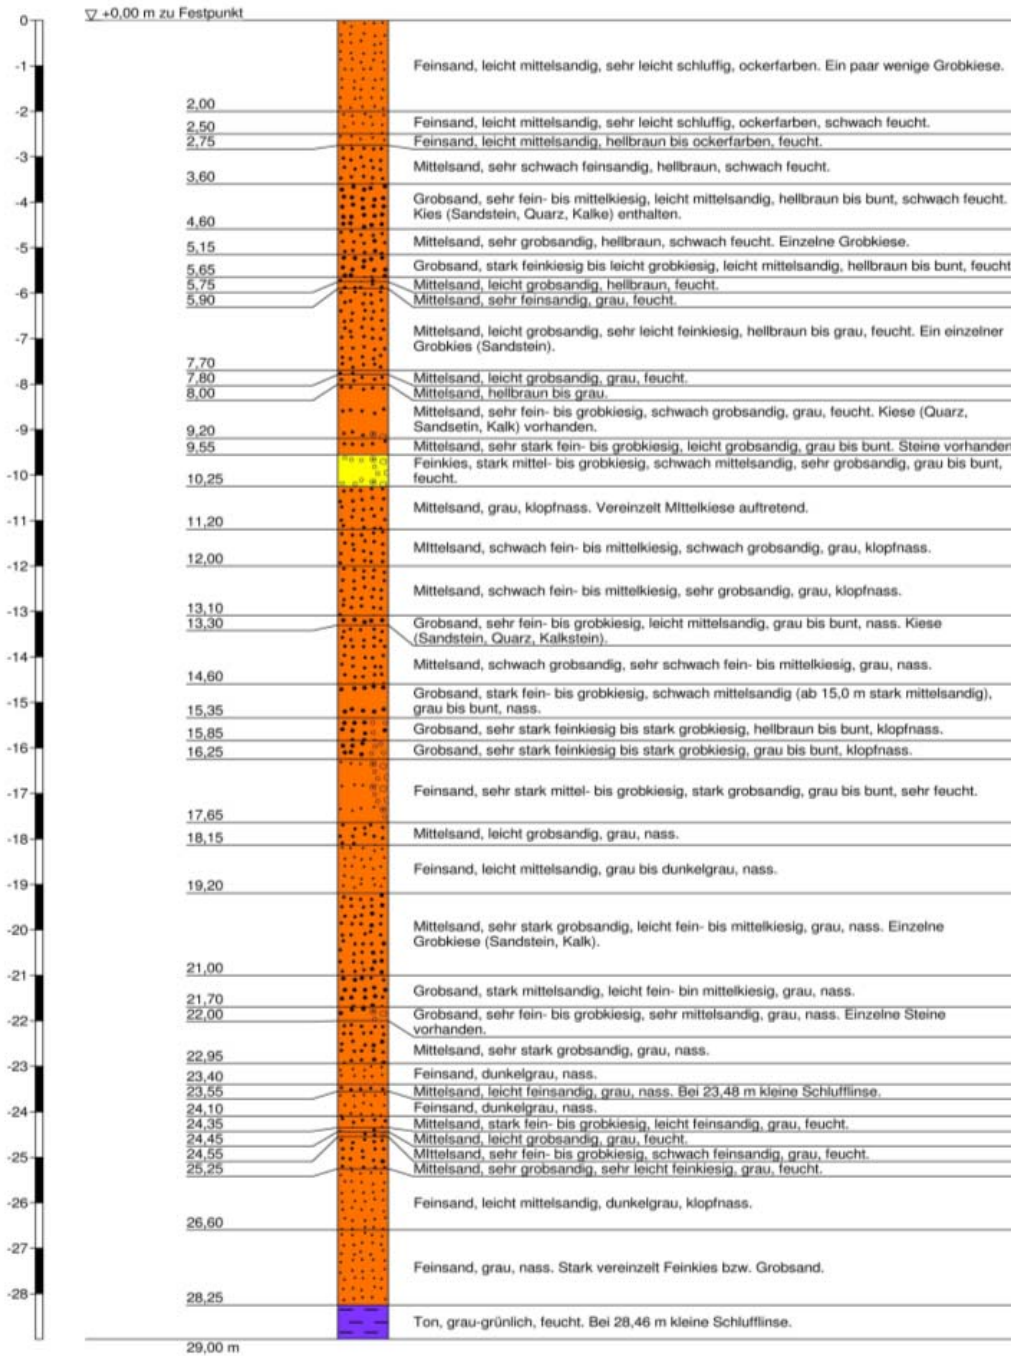 ▽ +0,00 m zu Festpunkt
0
-1
-2
-3
-4
-5
-6
-7
-8
-9
-10
-11
-12
-13
-14
-15
-16
-17
-18
-19
-20
-21
-22
-23
-24
-25
-26
-27
-28
Feinsand, leicht mittelsandig, sehr leicht schluffig, ockerfarben. Ein paar wenige Grobkiese.
2,00
Feinsand, leicht mittelsandig, sehr leicht schluffig, ockerfarben, schwach feucht.
2,50
Feinsand, leicht mittelsandig, hellbraun bis ockerfarben, feucht.
2,75
Mittelsand, sehr schwach feinsandig, hellbraun, schwach feucht.
3,60
Grobsand, sehr fein- bis mittelkiesig, leicht mittelsandig, hellbraun bis bunt, schwach feucht.
Kies (Sandstein, Quarz, Kalke) enthalten.
4,60
Mittelsand, sehr grobsandig, hellbraun, schwach feucht. Einzelne Grobkiese.
5,15
Grobsand, stark feinkiesig bis leicht grobkiesig, leicht mittelsandig, hellbraun bis bunt, feucht
5,65
Mittelsand, leicht grobsandig, hellbraun, feucht.
5,75
Mittelsand, sehr feinsandig, grau, feucht.
5,90
Mittelsand, leicht grobsandig, sehr leicht feinkiesig, hellbraun bis grau, feucht. Ein einzelner
Grobkies (Sandstein).
7,70
Mittelsand, leicht grobsandig, grau, feucht.
7,80
Mittelsand, hellbraun bis grau.
8,00
Mittelsand, sehr fein- bis grobkiesig, schwach grobsandig, grau, feucht. Kiese (Quarz,
Sandsetin, Kalk) vorhanden.
9,20
Mittelsand, sehr stark fein- bis grobkiesig, leicht grobsandig, grau bis bunt. Steine vorhanden
9,55
Feinkies, stark mittel- bis grobkiesig, schwach mittelsandig, sehr grobsandig, grau bis bunt,
feucht.
10,25
Mittelsand, grau, klopfnass. Vereinzelt MIttelkiese auftretend.
11,20
MIttelsand, schwach fein- bis mittelkiesig, schwach grobsandig, grau, klopfnass.
12,00
Mittelsand, schwach fein- bis mittelkiesig, sehr grobsandig, grau, klopfnass.
13,10
Grobsand, sehr fein- bis grobkiesig, leicht mittelsandig, grau bis bunt, nass. Kiese
(Sandstein, Quarz, Kalkstein).
13,30
Mittelsand, schwach grobsandig, sehr schwach fein- bis mittelkiesig, grau, nass.
14,60
Grobsand, stark fein- bis grobkiesig, schwach mittelsandig (ab 15,0 m stark mittelsandig),
grau bis bunt, nass.
15,35
Grobsand, sehr stark feinkiesig bis stark grobkiesig, hellbraun bis bunt, klopfnass.
15,85
Grobsand, sehr stark feinkiesig bis stark grobkiesig, grau bis bunt, klopfnass.
16,25
Feinsand, sehr stark mittel- bis grobkiesig, stark grobsandig, grau bis bunt, sehr feucht.
17,65
Mittelsand, leicht grobsandig, grau, nass.
18,15
Feinsand, leicht mittelsandig, grau bis dunkelgrau, nass.
19,20
Mittelsand, sehr stark grobsandig, leicht fein- bis mittelkiesig, grau, nass. Einzelne
Grobkiese (Sandstein, Kalk).
21,00
Grobsand, stark mittelsandig, leicht fein- bin mittelkiesig, grau, nass.
21,70
Grobsand, sehr fein- bis grobkiesig, sehr mittelsandig, grau, nass. Einzelne Steine
vorhanden.
22,00
Mittelsand, sehr stark grobsandig, grau, nass.
22,95
Feinsand, dunkelgrau, nass.
23,40
Mittelsand, leicht feinsandig, grau, nass. Bei 23,48 m kleine Schlufflinse.
23,55
Feinsand, dunkelgrau, nass.
24,10
Mittelsand, stark fein- bis grobkiesig, leicht feinsandig, grau, feucht.
24,35
Mittelsand, leicht grobsandig, grau, feucht.
24,45
MIttelsand, sehr fein- bis grobkiesig, schwach feinsandig, grau, feucht.
24,55
Mittelsand, sehr grobsandig, sehr leicht feinkiesig, grau, feucht.
25,25
Feinsand, leicht mittelsandig, dunkelgrau, klopfnass.
26,60
Feinsand, grau, nass. Stark vereinzelt Feinkies bzw. Grobsand.
28,25
Ton, grau-grünlich, feucht. Bei 28,46 m kleine Schlufflinse.
29,00 m